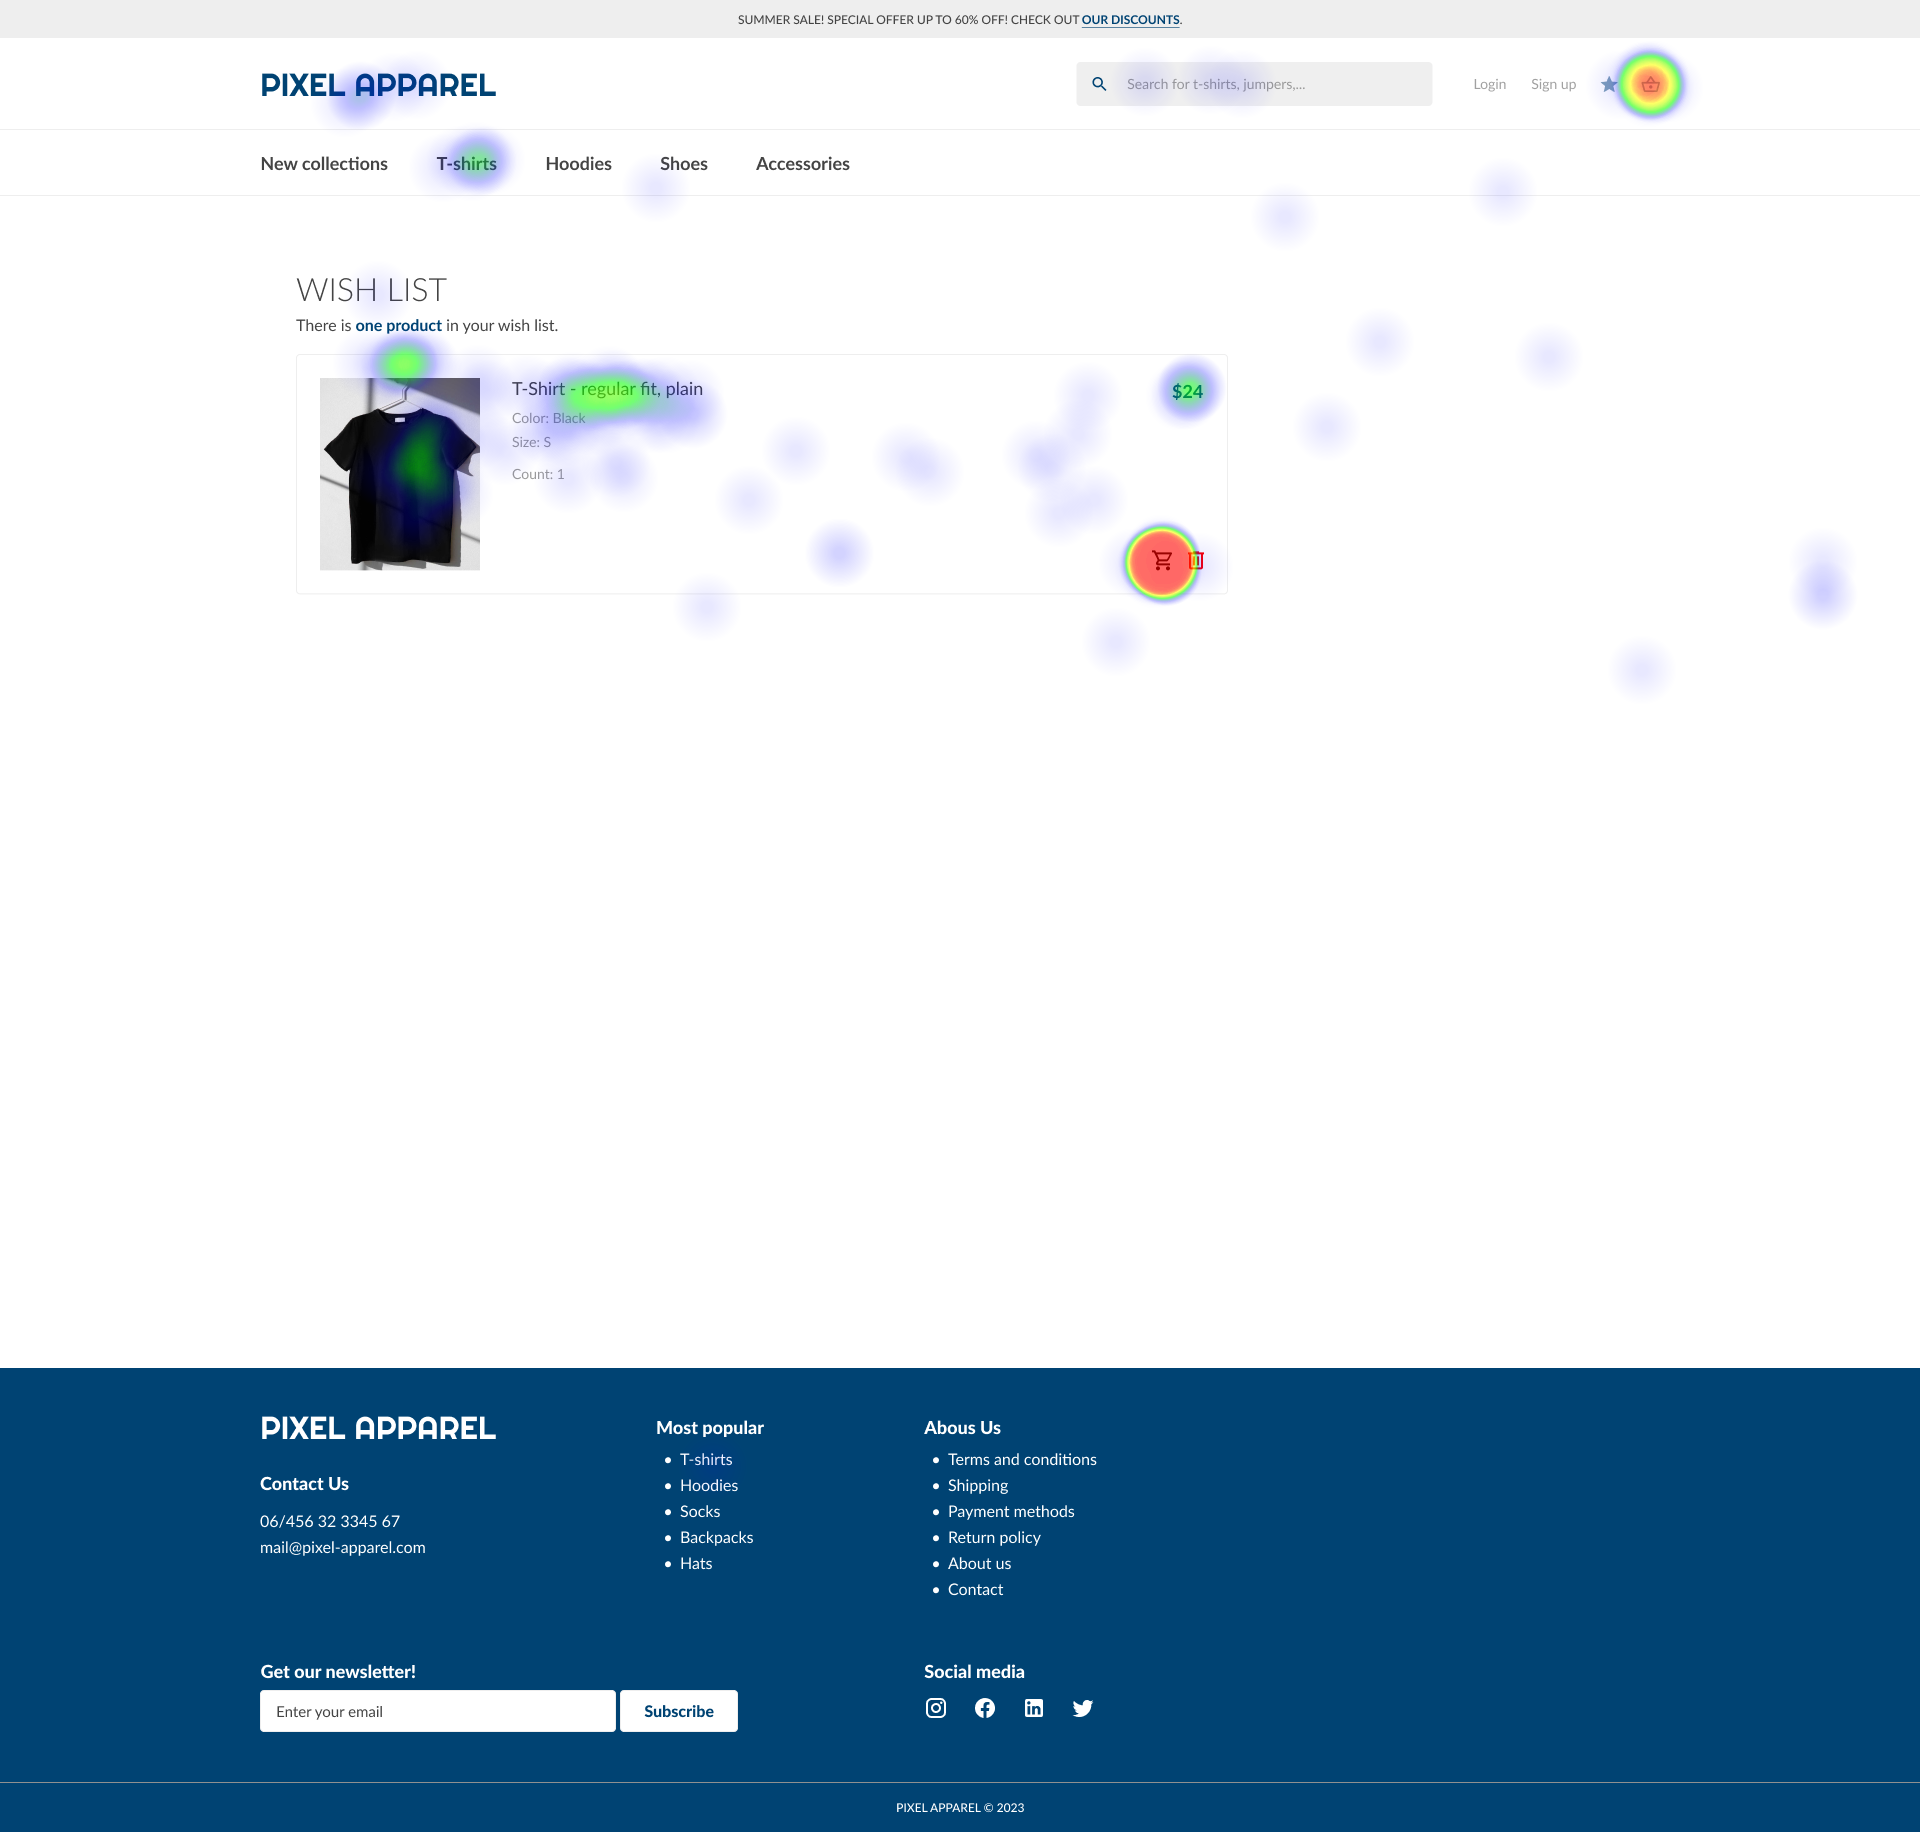 SUMMER SALE! SPECIAL OFFER UP TO 60% OFF! CHECK OUT OUR DISCOUNTS.
PIXEL APPAREL
Search for t-shirts, jumpers,...
Login
Sign up
New collections
T-shirts
Hoodies
Shoes
Accessories
WISH LIST
There is one product in your wish list.
T-Shirt - regular fit, plain
$24
Color: Black
Size: S
Count: 1
PIXEL APPAREL
Contact Us
06/456 32 3345 67
mail@pixel-apparel.com
Most popular
T-shirts
Hoodies
Socks
Backpacks
Hats
Abous Us
Terms and conditions
Shipping
Payment methods
Return policy
About us
Contact
Get our newsletter!
Enter your email
Subscribe
Social media
PIXEL APPAREL © 2023